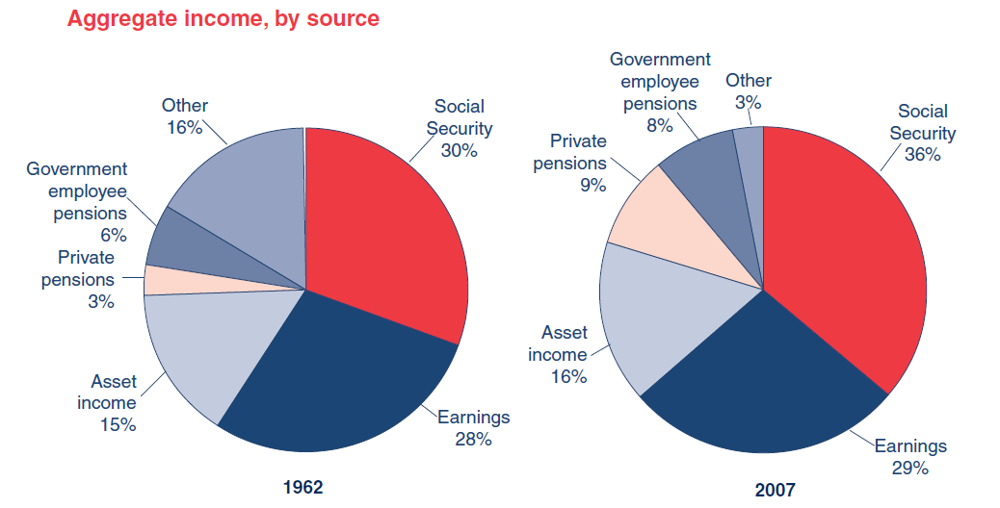 Aggregate income, by source
Other
16%
Social
Security
30%
Government
employee
pensions
6%
Private
pensions
3%
Asset
income
15%
Earnings
28%
1962
Government
employee
pensions
8%
Other
3%
Social
Security
36%
Private
pensions
9%
Asset
income
16%
Earnings
29%
2007